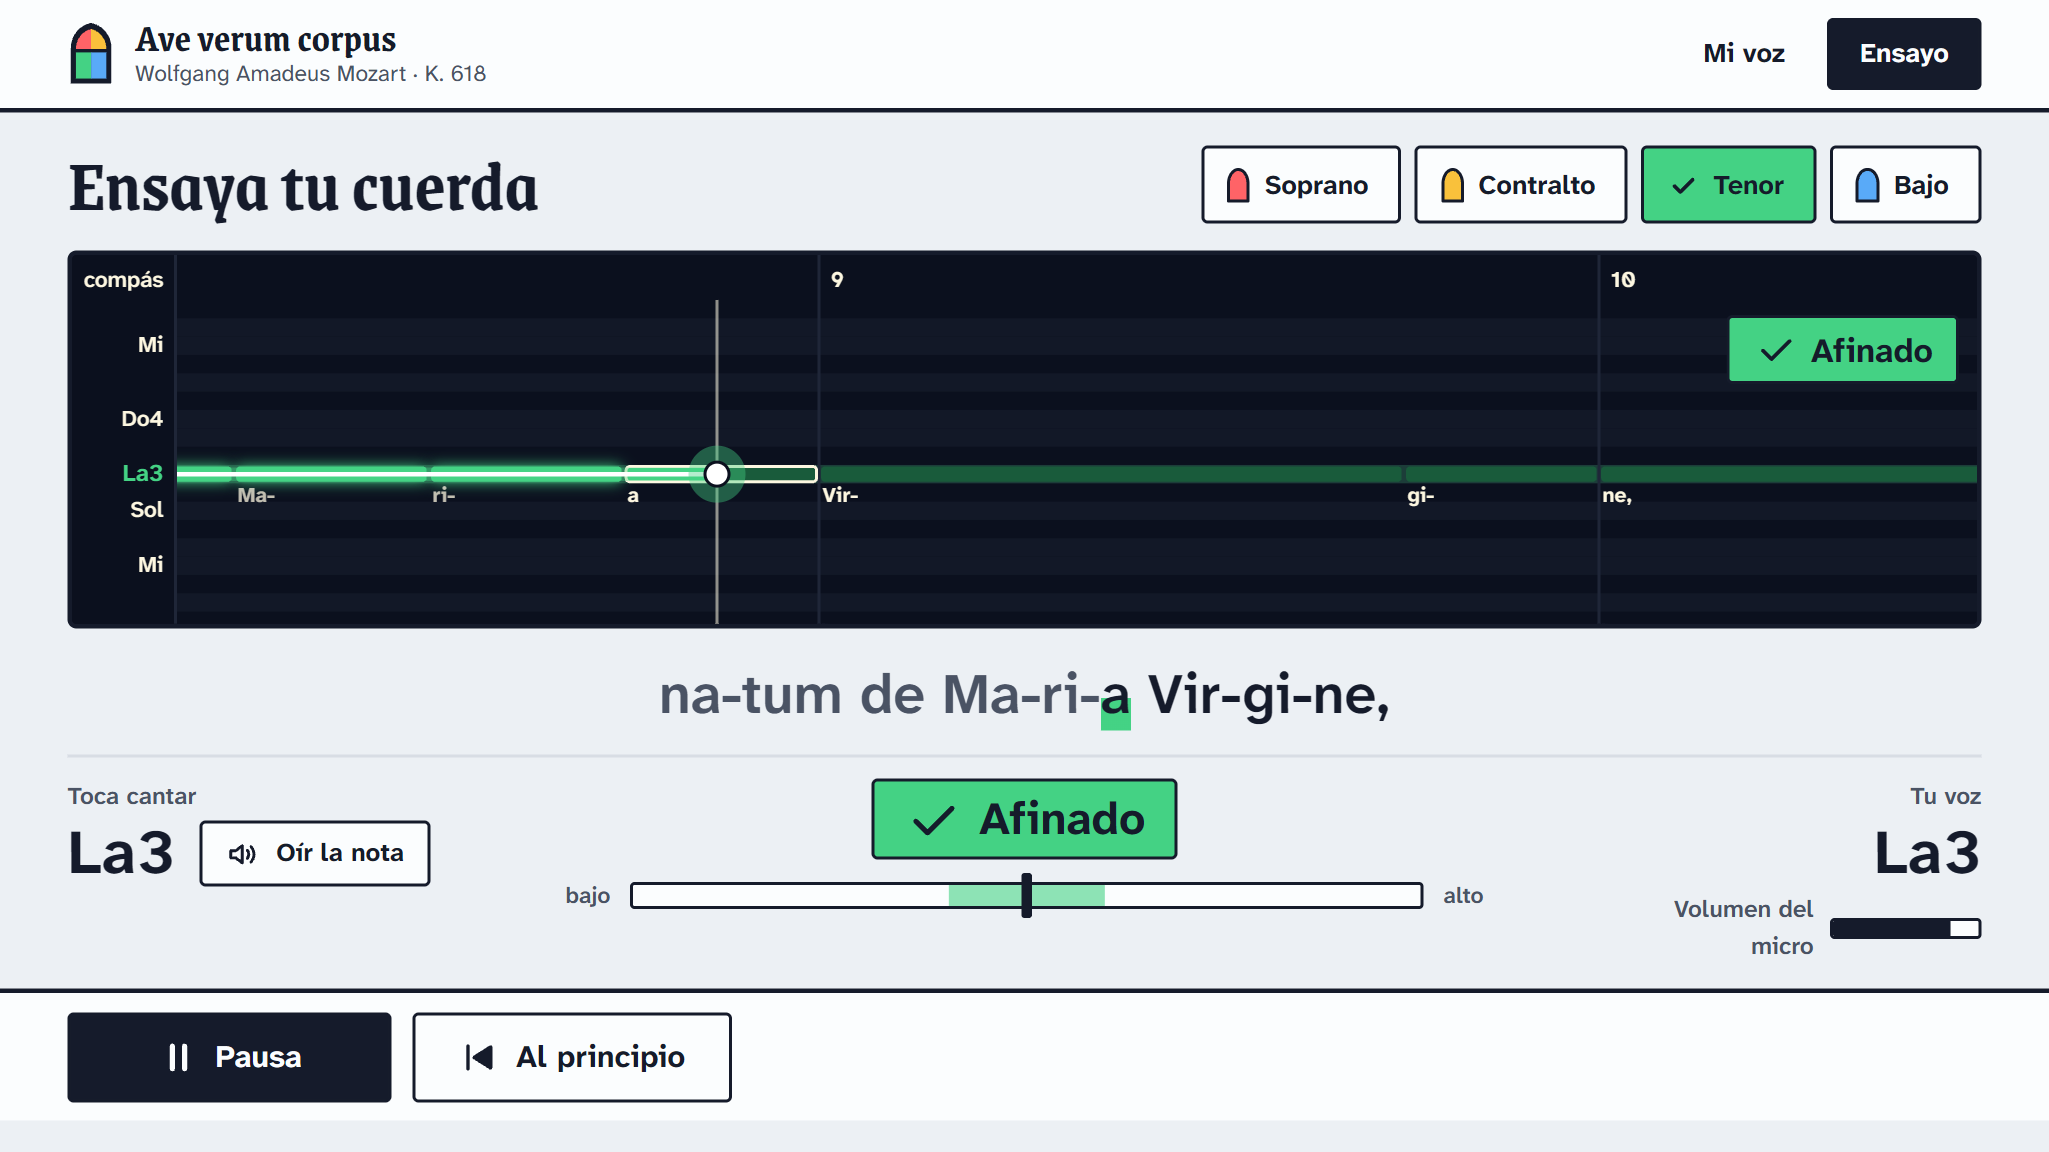 Ave verum corpus
Wolfgang Amadeus Mozart · K. 618
Mi voz
Ensayo
Ensaya tu cuerda
Soprano
Contralto
Tenor
Bajo
compás
9
10
Mi
Afinado
Do4
La3
Ma-
ri-
a
Vir-
gi-
ne,
Sol
Mi
na-tum de Ma-ri-a Vir-gi-ne,
Toca cantar
La3
Oír la nota
Afinado
bajo
alto
Tu voz
La3
Volumen del
micro
Pausa
Al principio